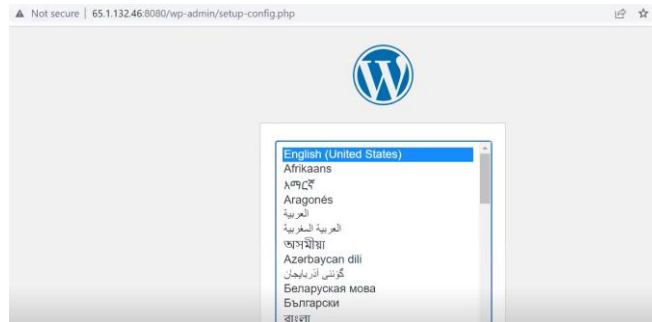 Not secure | 65.1.132.46:8080/wp-admin/setup-config.php
English (United States)
Afrikaans
አማርኛ
Aragonés
العربية
العربية المغربية
অসমীয়া
Azərbaycan dili
گؤنئی آذربایجان
Беларуская мова
Български
বাংলা